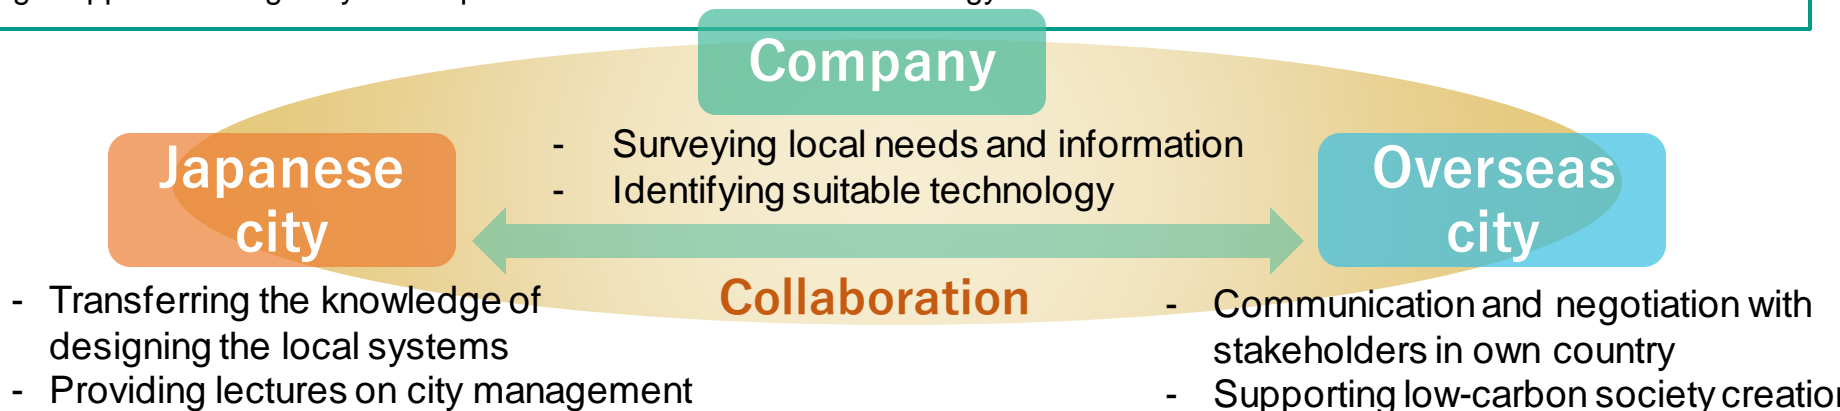 Company
- Surveying local needs and information
- Identifying suitable technology
Japanese
city
Overseas
city
Collaboration
- Transferring the knowledge of
designing the local systems
- Providing lectures on city management
- Communication and negotiation with
stakeholders in own country
- Supporting low-carbon society creation